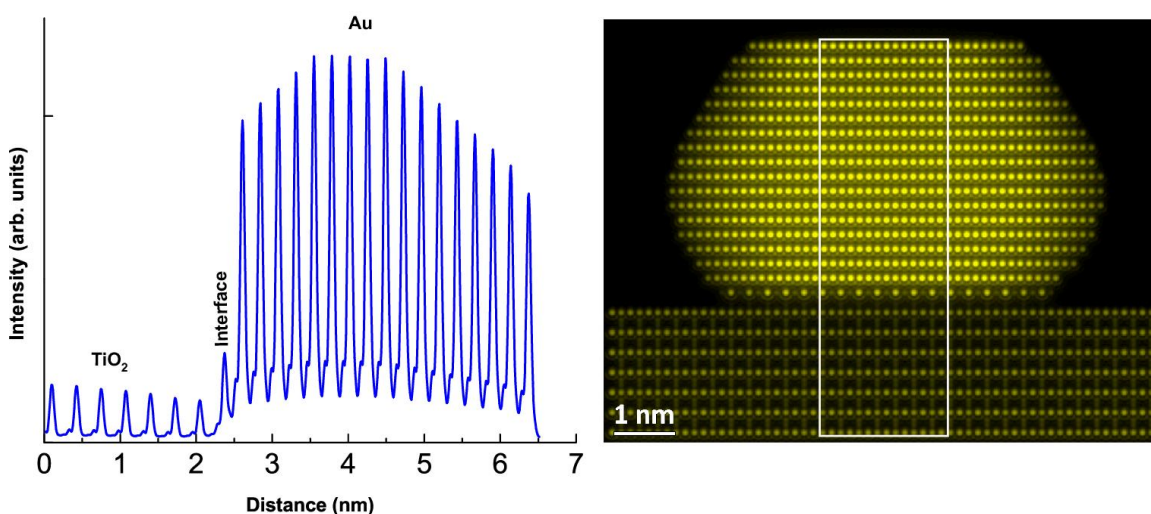 Au
Intensity (arb. units)
Interface
TiO₂
0 1 2 3 4 5 6 7
Distance (nm)
1 nm